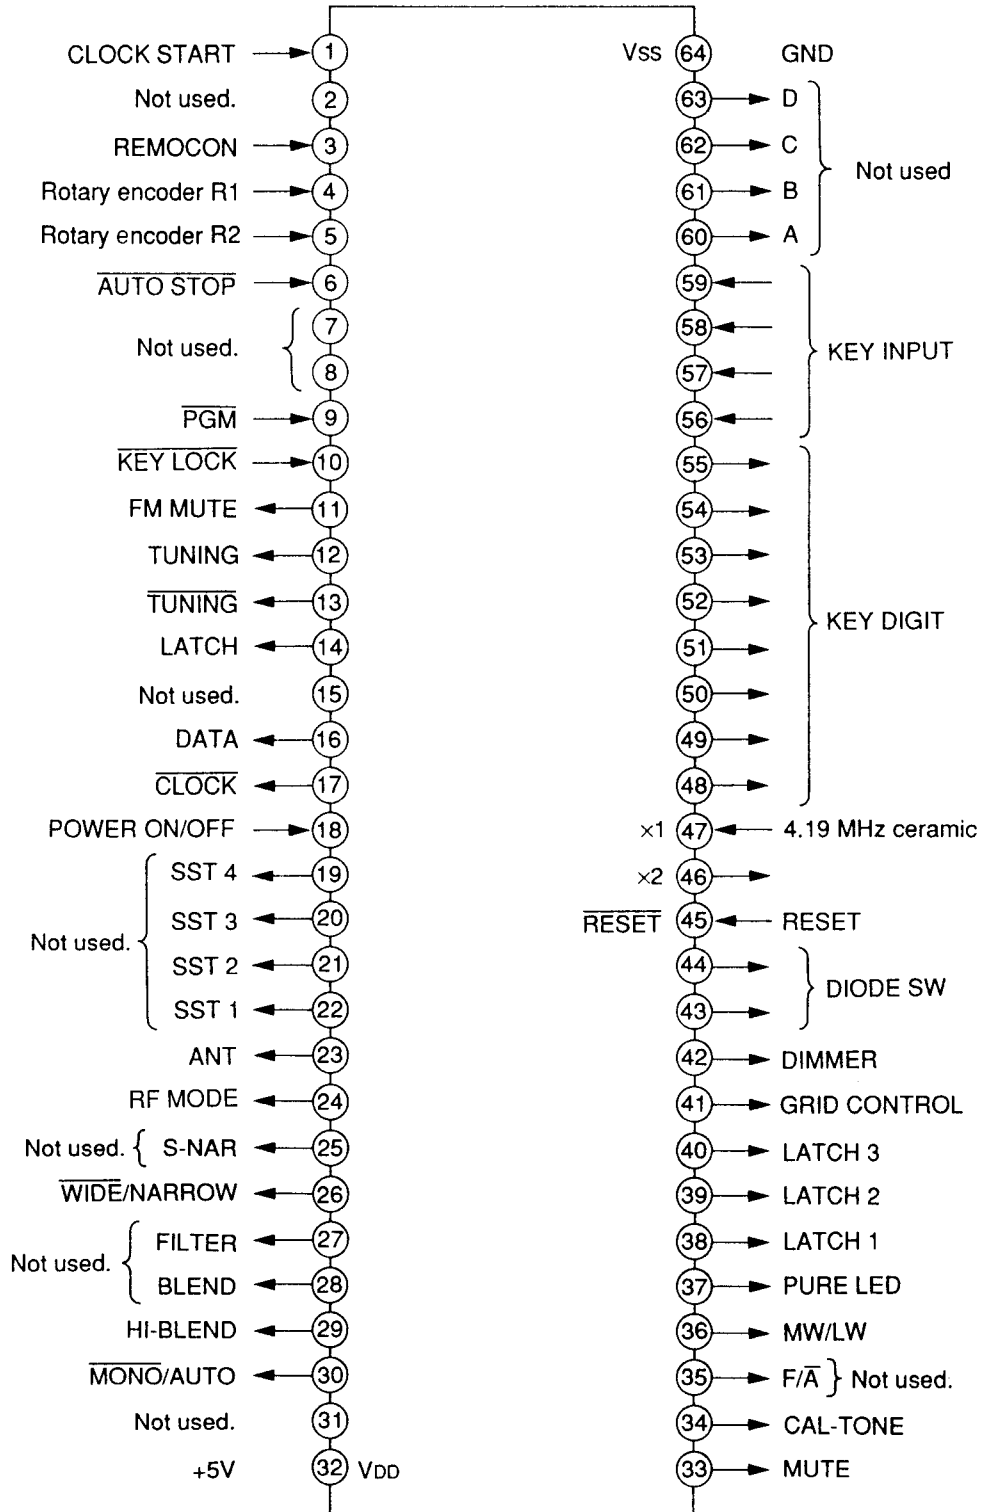 CLOCK START 1
Not used. 2
REMOCON 3
Rotary encoder R1 4
Rotary encoder R2 5
AUTO STOP 6
Not used. 7
8
PGM 9
KEY LOCK 10
FM MUTE 11
TUNING 12
TUNING 13
LATCH 14
Not used. 15
DATA 16
CLOCK 17
POWER ON/OFF 18
Not used.
SST 4 19
SST 3 20
SST 2 21
SST 1 22
ANT 23
RF MODE 24
Not used. { S-NAR 25
WIDE/NARROW 26
Not used.
FILTER 27
BLEND 28
HI-BLEND 29
MONO/AUTO 30
Not used. 31
+5V 32 VDD
Vss 64 GND
63 D
62 C
61 B
60 A
Not used
59
58
57
56
KEY INPUT
55
54
53
52
51
50
49
48
KEY DIGIT
×1 47 4.19 MHz ceramic
×2 46
RESET 45 RESET
44
43
DIODE SW
42 DIMMER
41 GRID CONTROL
40 LATCH 3
39 LATCH 2
38 LATCH 1
37 PURE LED
36 MW/LW
35 F/A } Not used.
34 CAL-TONE
33 MUTE